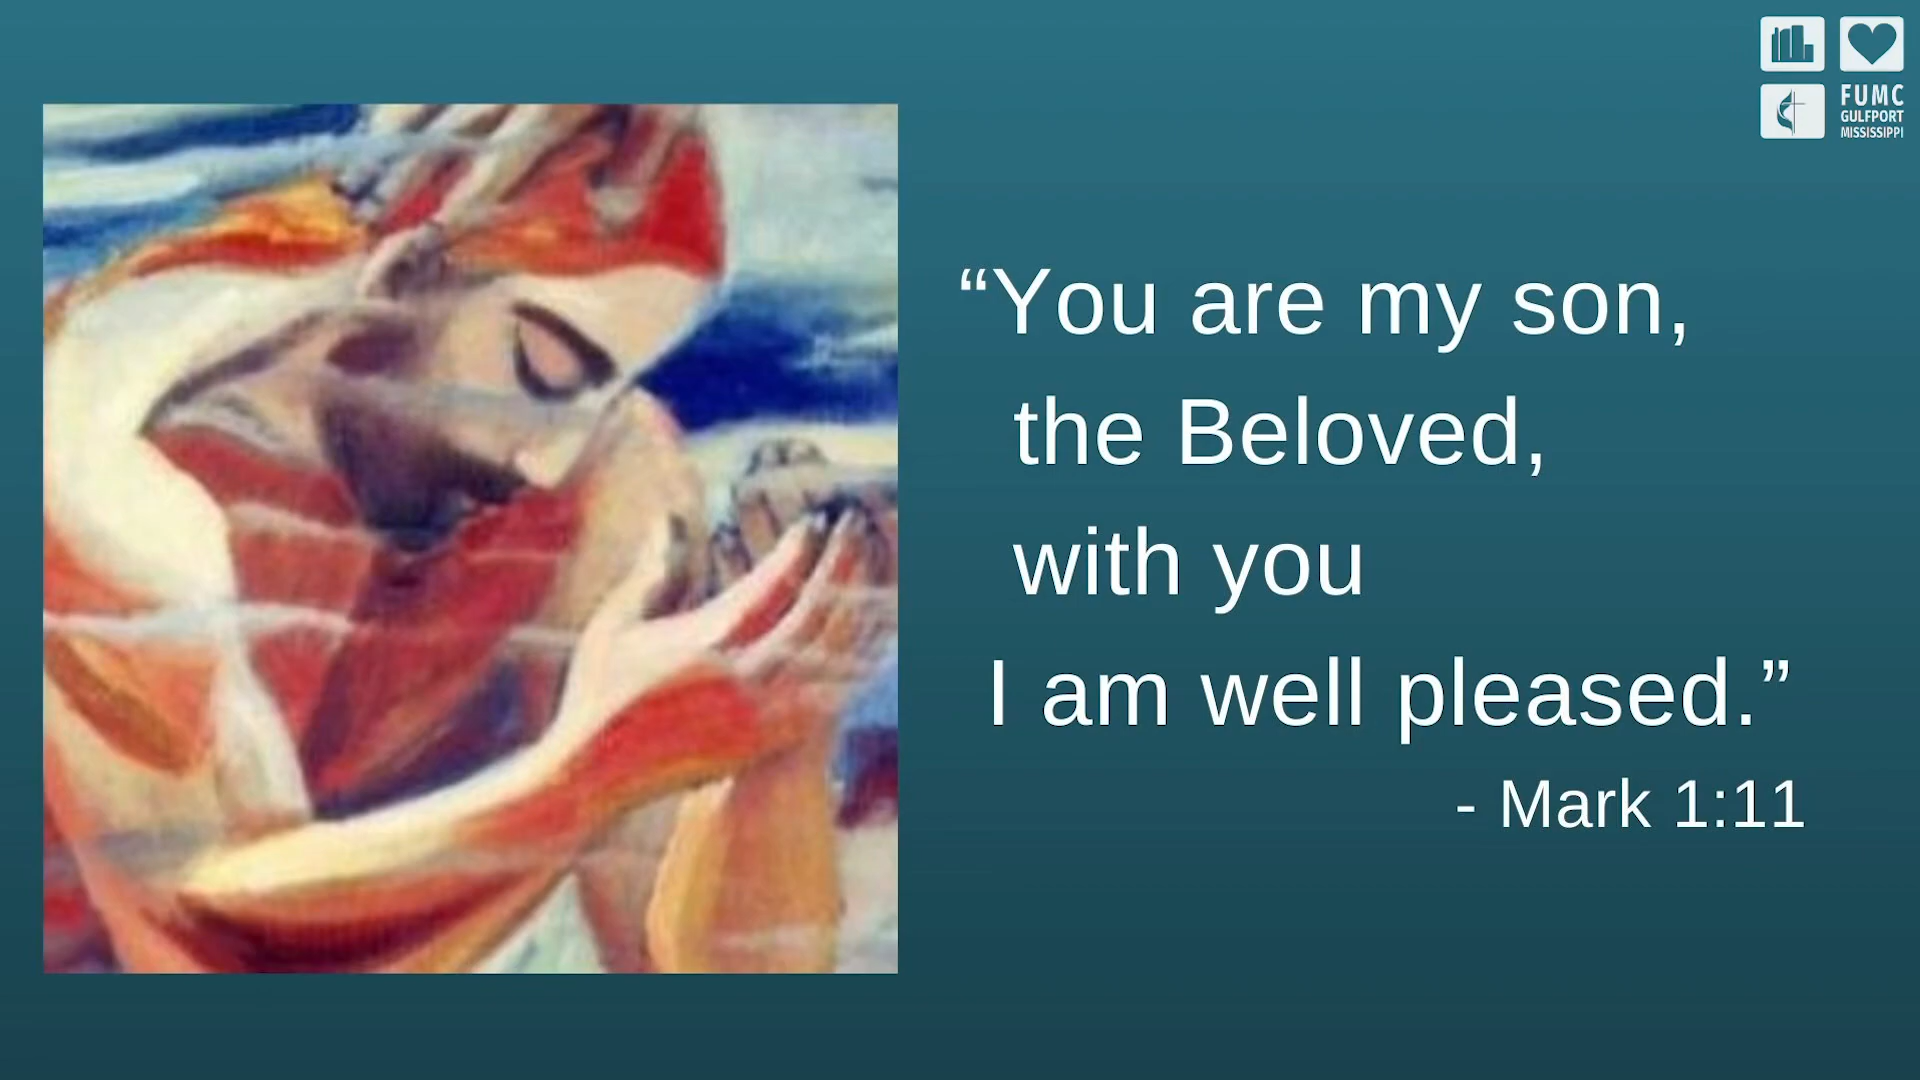 FUMC
GULFPORT
MISSISSIPPI
“You are my son,
the Beloved,
with you
I am well pleased.”
- Mark 1:11